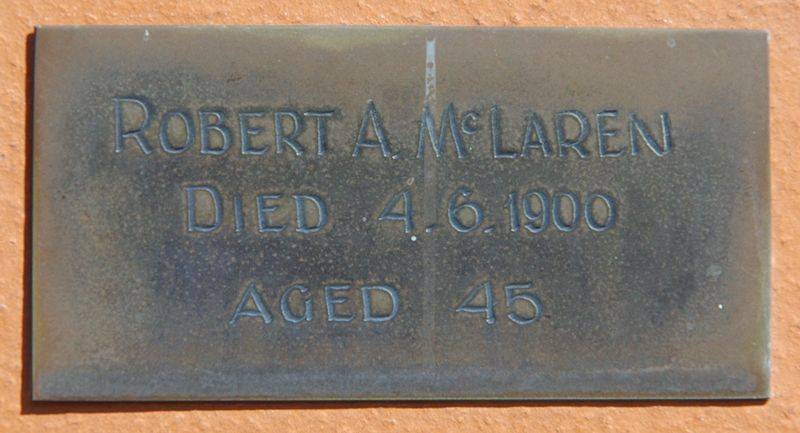 ROBERT A. McLAREN
DIED 4.6.1900
AGED 45